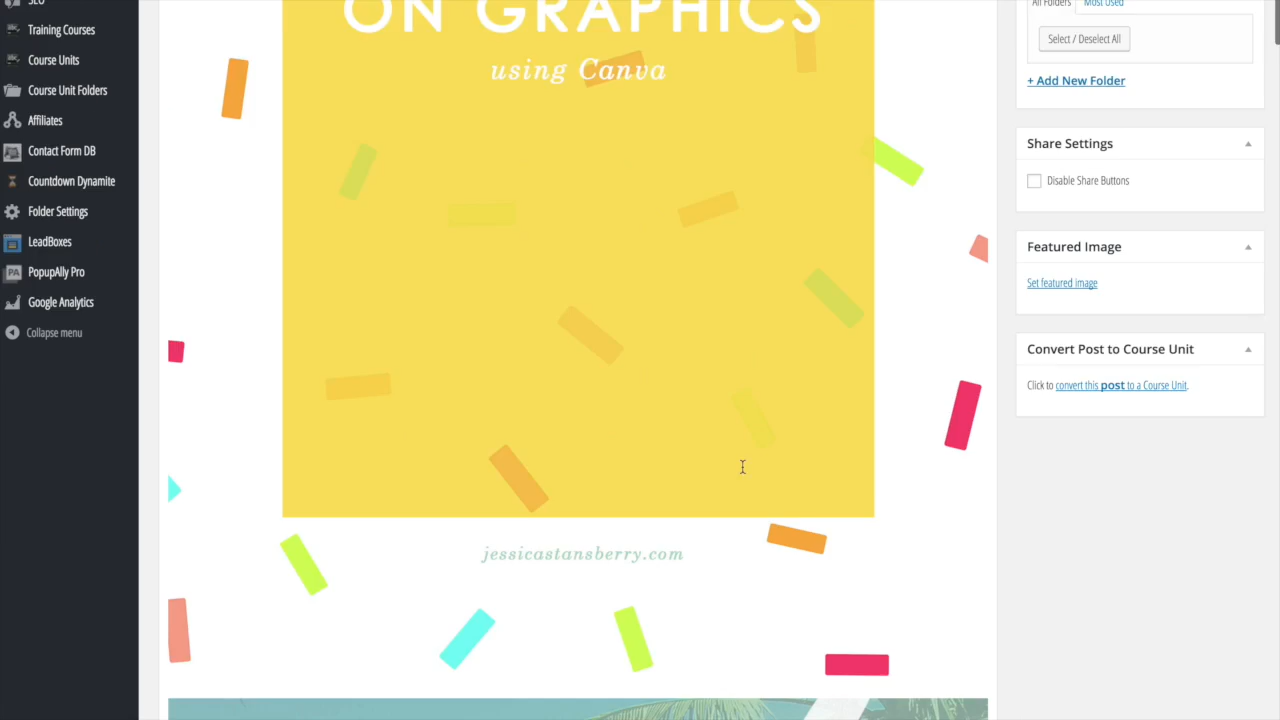 SEO
Training Courses
Course Units
Course Unit Folders
Affiliates
Contact Form DB
Countdown Dynamite
Folder Settings
LeadBoxes
PopupAlly Pro
Google Analytics
Collapse menu
ON GRAPHICS
using Canva
jessicastansberry.com
All Folders
Most Used
Select / Deselect All
+ Add New Folder
Share Settings
Disable Share Buttons
Featured Image
Set featured image
Convert Post to Course Unit
Click to convert this post to a Course Unit.